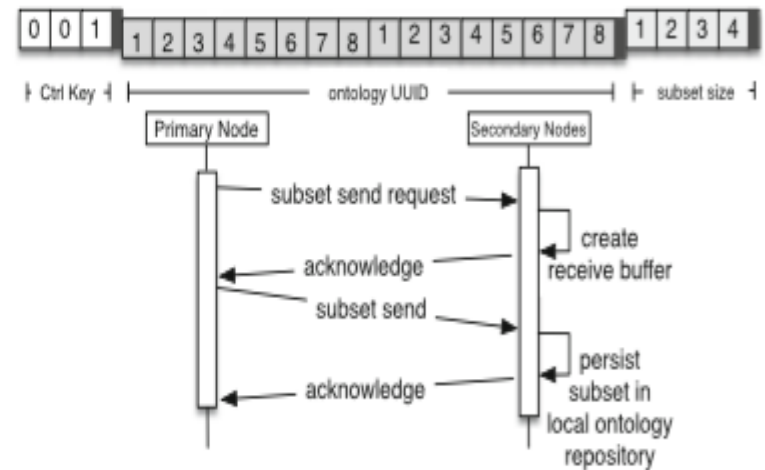 0 0 1 1 2 3 4 5 6 7 8 1 2 3 4 5 6 7 8 1 2 3 4
Ctrl Key ontology UUID subset size
Primary Node Secondary Nodes
subset send request
create
receive buffer
acknowledge
subset send
persist
subset in
local ontology
repository
acknowledge